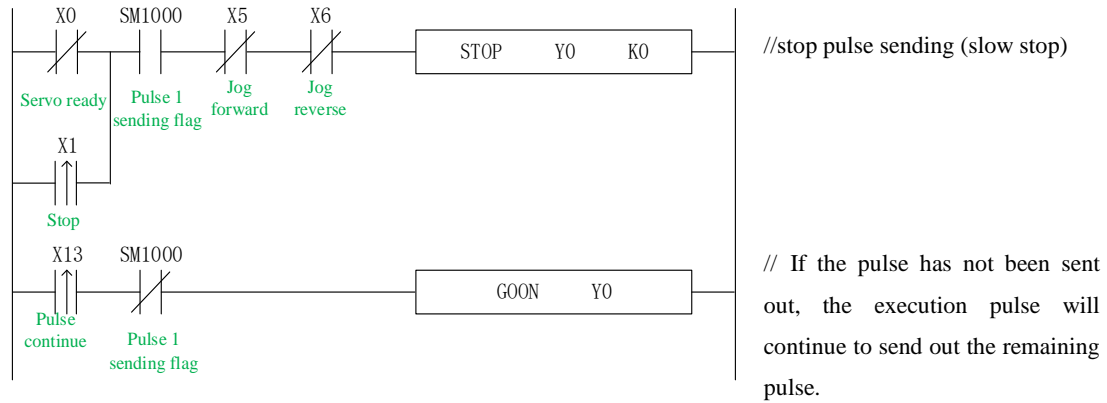 X0 SM1000 X5 X6
STOP Y0 K0
//stop pulse sending (slow stop)
Servo ready
Pulse 1
sending flag
Jog
forward
Jog
reverse
X1
Stop
X13 SM1000
GOON Y0
Pulse
continue
Pulse 1
sending flag
// If the pulse has not been sent
out, the execution pulse will
continue to send out the remaining
pulse.